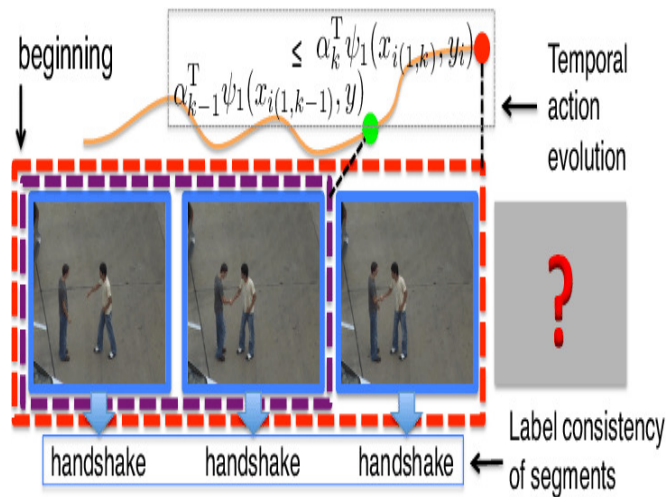 beginning
≤ α_k^T ψ_1(x_{i(1,k)}, y_i)
α_{k-1}^T ψ_1(x_{i(1,k-1)}, y)
Temporal
action
evolution
?
handshake handshake handshake
Label consistency
of segments